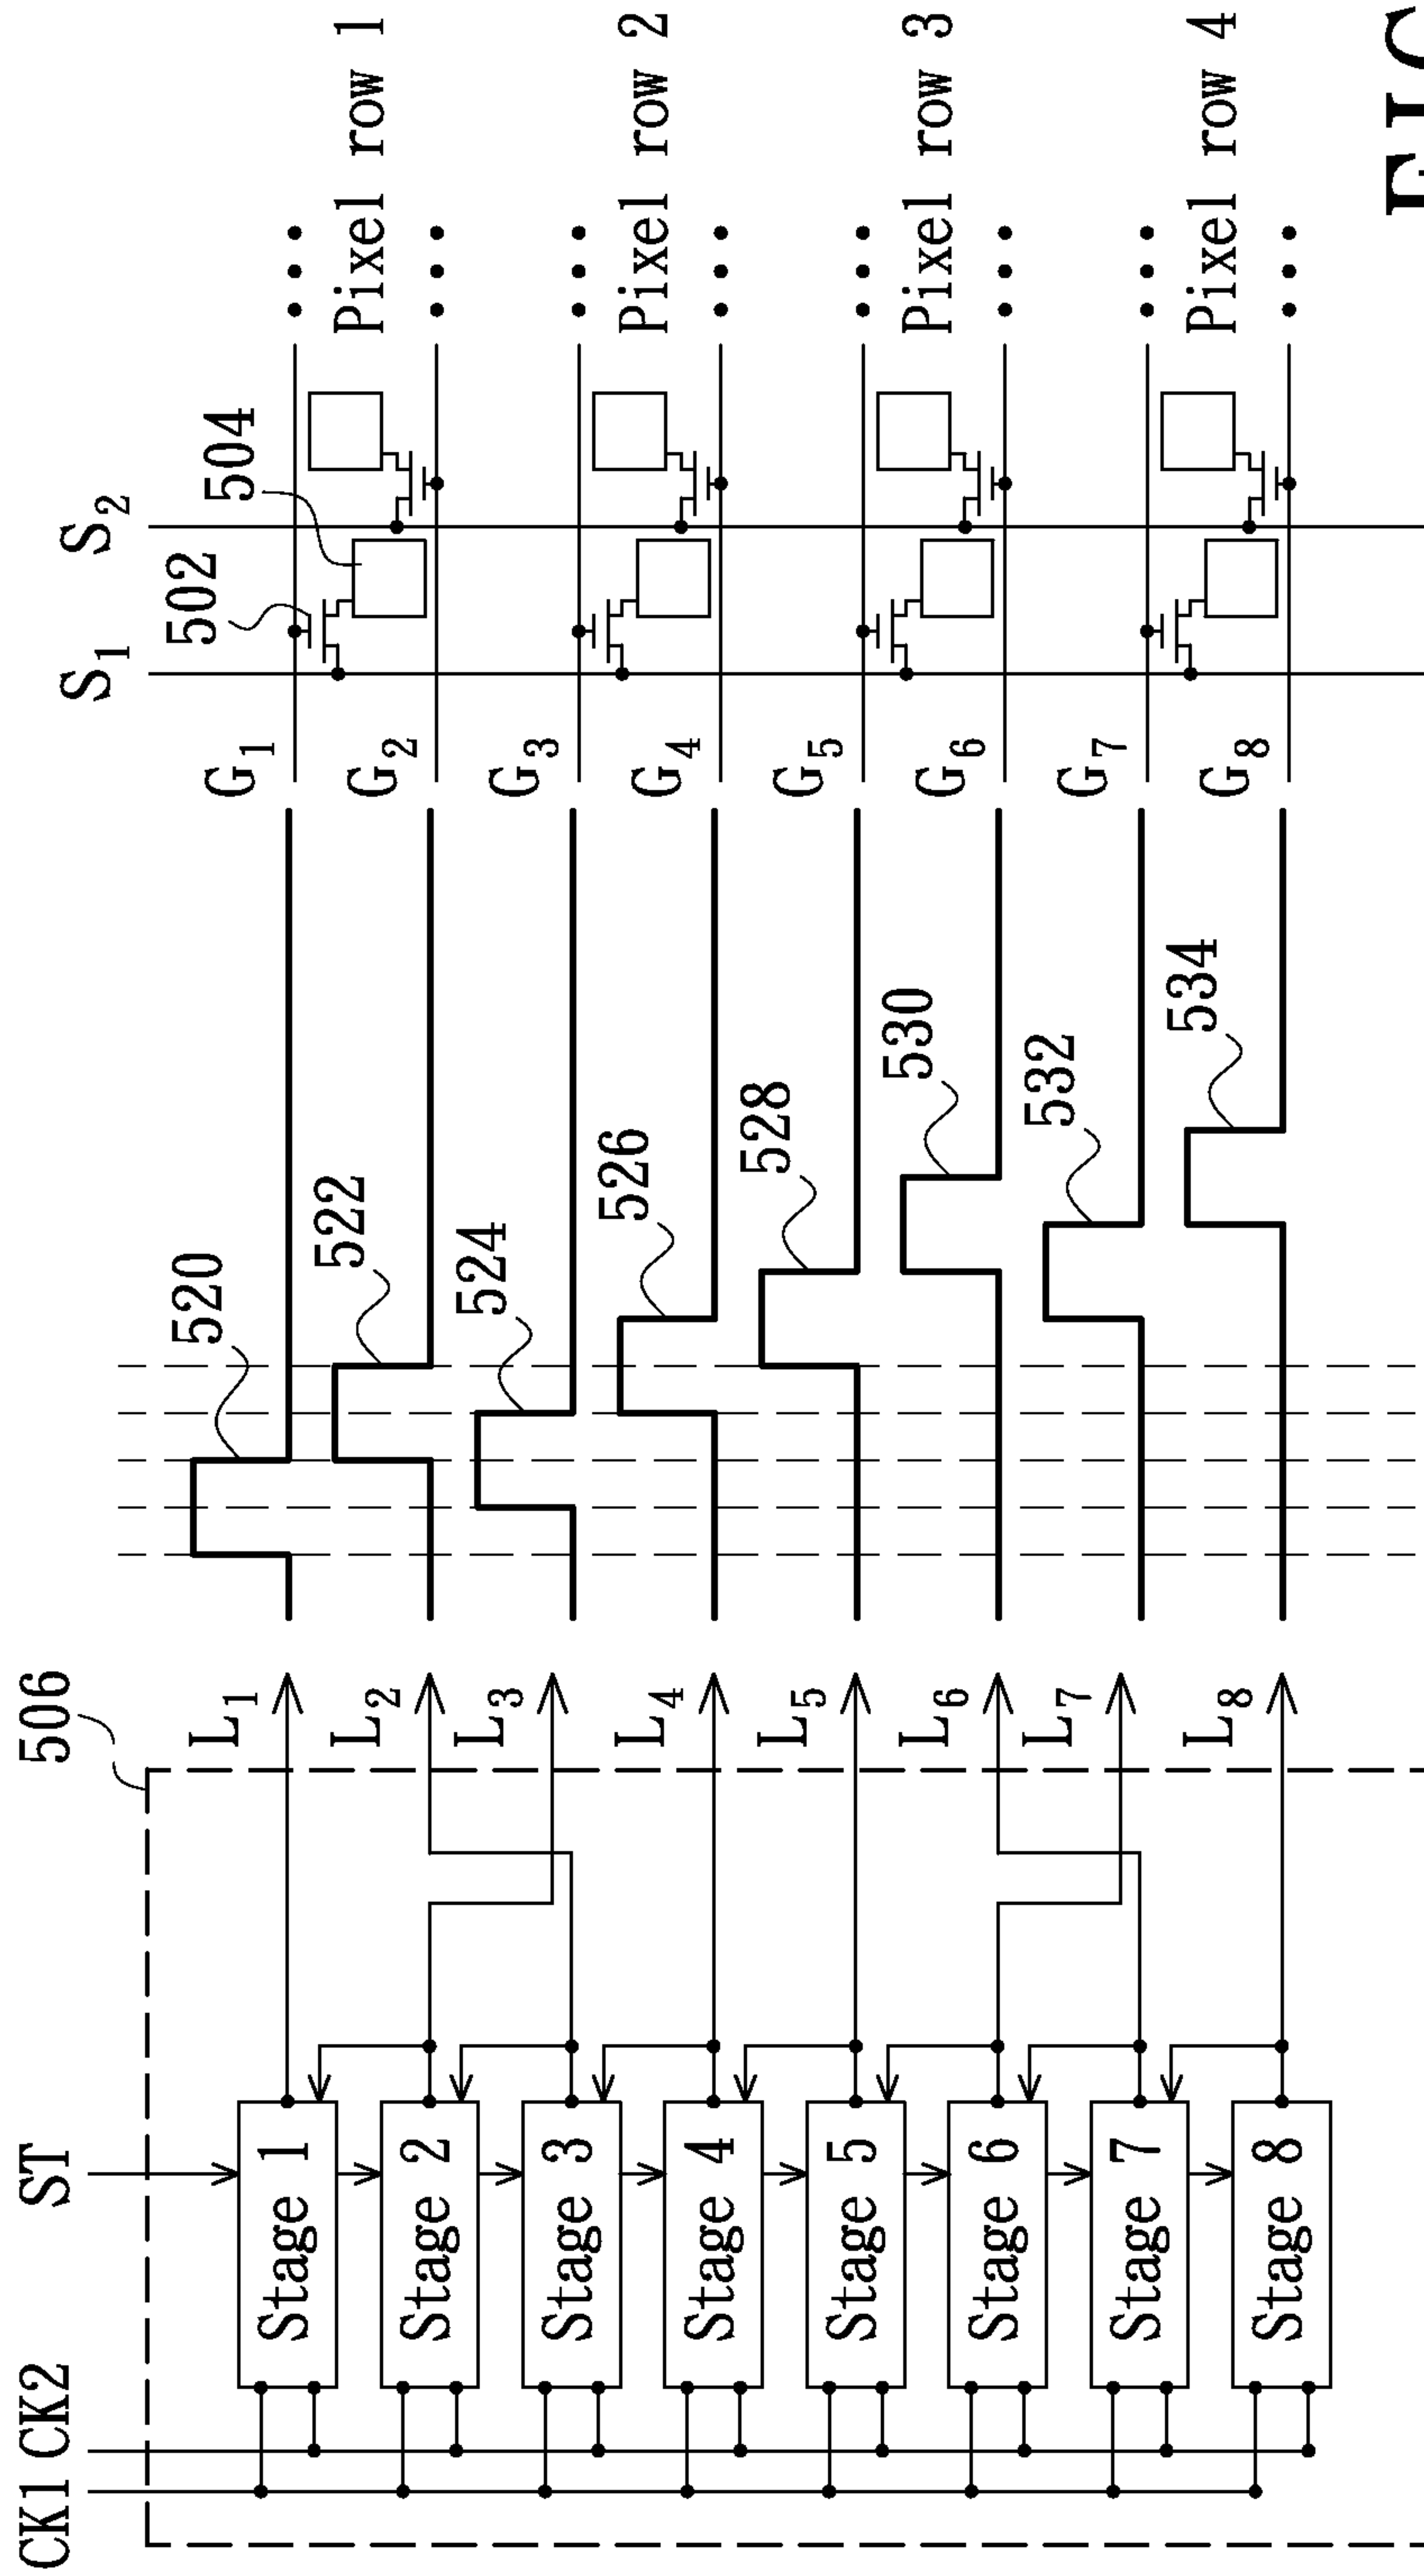 CK1 CK2 ST 506
Stage 1
Stage 2
Stage 3
Stage 4
Stage 5
Stage 6
Stage 7
Stage 8
L1
L2
L3
L4
L5
L6
L7
L8
520
522
524
526
528
530
532
534
G1
G2
G3
G4
G5
G6
G7
G8
S1 S2
502 504
Pixel row 1
Pixel row 2
Pixel row 3
Pixel row 4